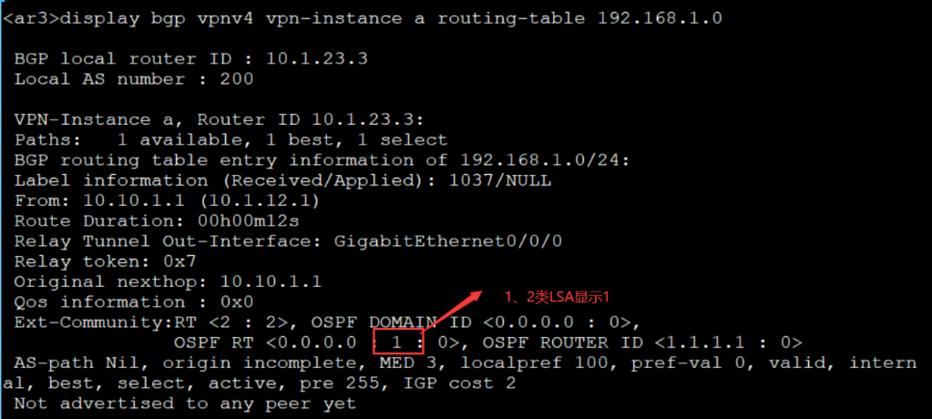 <ar3>display bgp vpnv4 vpn-instance a routing-table 192.168.1.0
BGP local router ID : 10.1.23.3
Local AS number : 200
VPN-Instance a, Router ID 10.1.23.3:
Paths:   1 available, 1 best, 1 select
BGP routing table entry information of 192.168.1.0/24:
Label information (Received/Applied): 1037/NULL
From: 10.10.1.1 (10.1.12.1)
Route Duration: 00h00m12s
Relay Tunnel Out-Interface: GigabitEthernet0/0/0
Relay token: 0x7
Original nexthop: 10.10.1.1
Qos information : 0x0
1、2类LSA显示1
Ext-Community:RT <2 : 2>, OSPF DOMAIN ID <0.0.0.0 : 0>,
OSPF RT <0.0.0.0 : 1 : 0>, OSPF ROUTER ID <1.1.1.1 : 0>
AS-path Nil, origin incomplete, MED 3, localpref 100, pref-val 0, valid, intern
al, best, select, active, pre 255, IGP cost 2
Not advertised to any peer yet